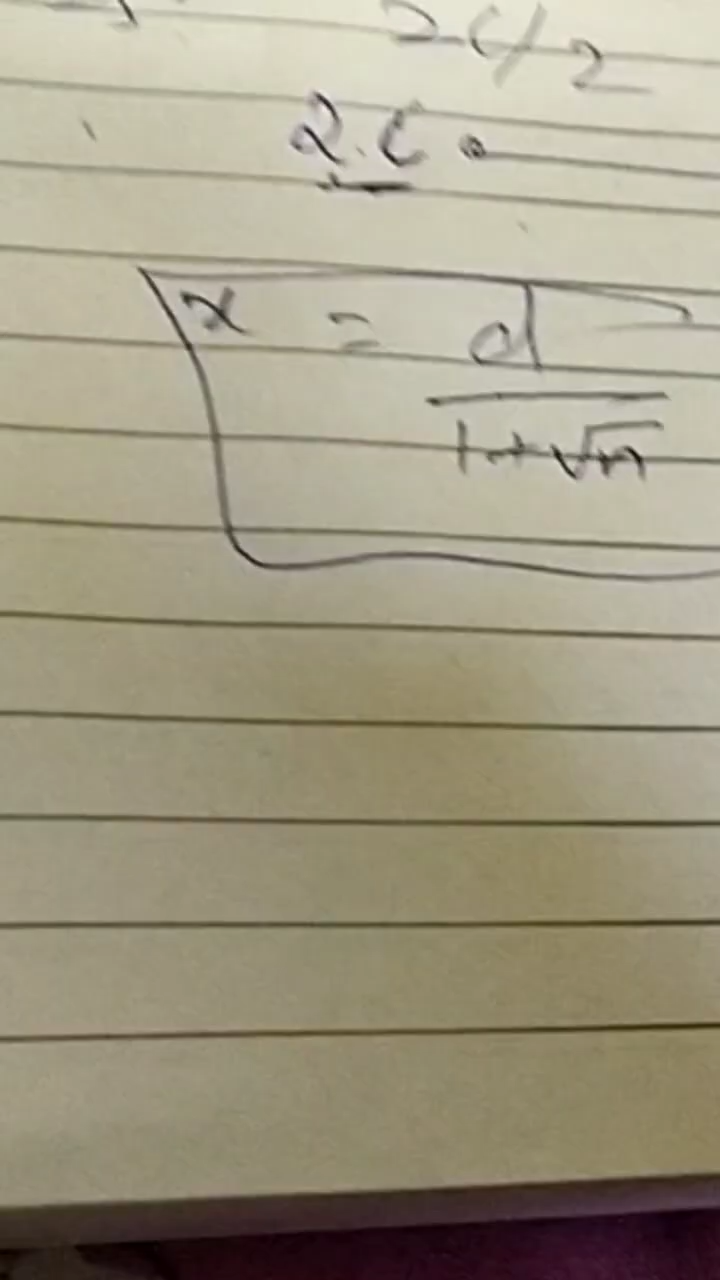 2.C
x = d
1+√n